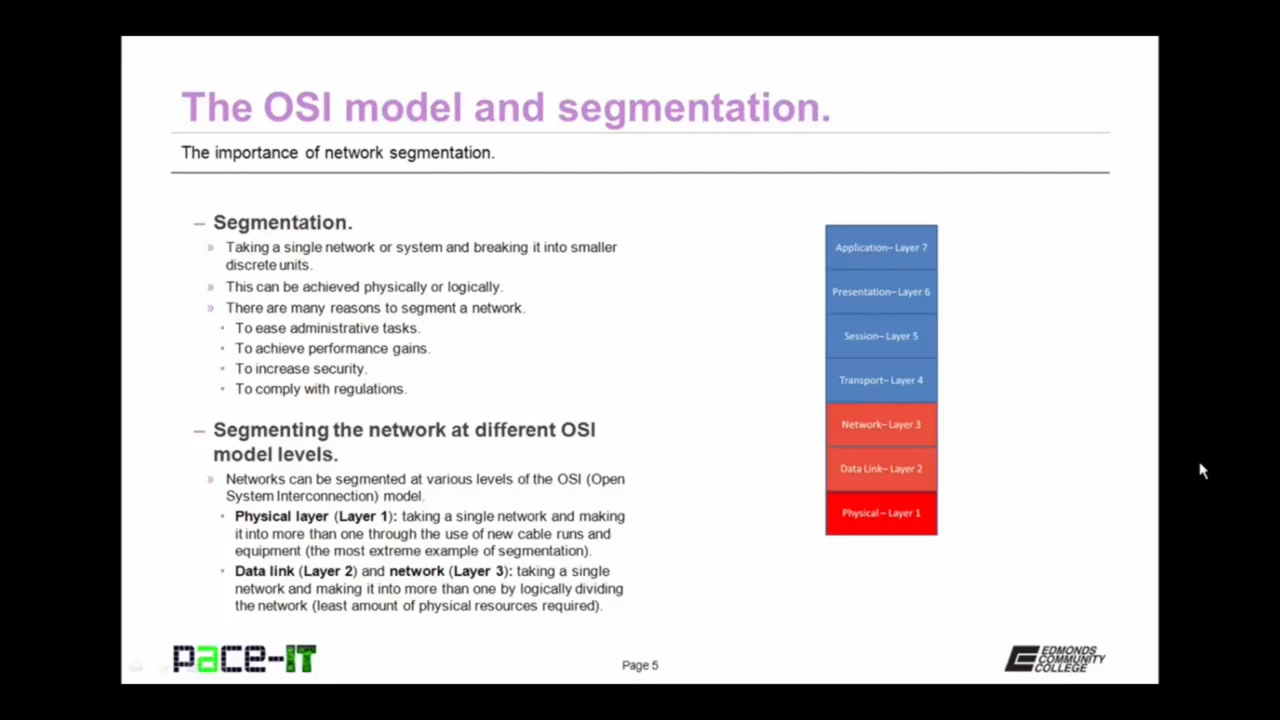 The OSI model and segmentation.
The importance of network segmentation.
– Segmentation.
» Taking a single network or system and breaking it into smaller
discrete units.
» This can be achieved physically or logically.
» There are many reasons to segment a network.
• To ease administrative tasks.
• To achieve performance gains.
• To increase security.
• To comply with regulations.
– Segmenting the network at different OSI
model levels.
» Networks can be segmented at various levels of the OSI (Open
System Interconnection) model.
• Physical layer (Layer 1): taking a single network and making
it into more than one through the use of new cable runs and
equipment (the most extreme example of segmentation).
• Data link (Layer 2) and network (Layer 3): taking a single
network and making it into more than one by logically dividing
the network (least amount of physical resources required).
Application– Layer 7
Presentation– Layer 6
Session– Layer 5
Transport– Layer 4
Network– Layer 3
Data Link– Layer 2
Physical – Layer 1
pace-IT
Page 5
EDMONDS
COMMUNITY
COLLEGE